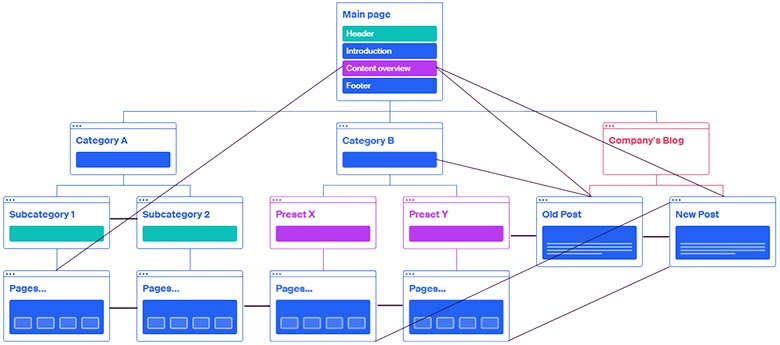 Main page
Header
Introduction
Content overview
Footer
Category A
Category B
Company's Blog
Subcategory 1
Subcategory 2
Preset X
Preset Y
Old Post
New Post
Pages...
Pages...
Pages...
Pages...